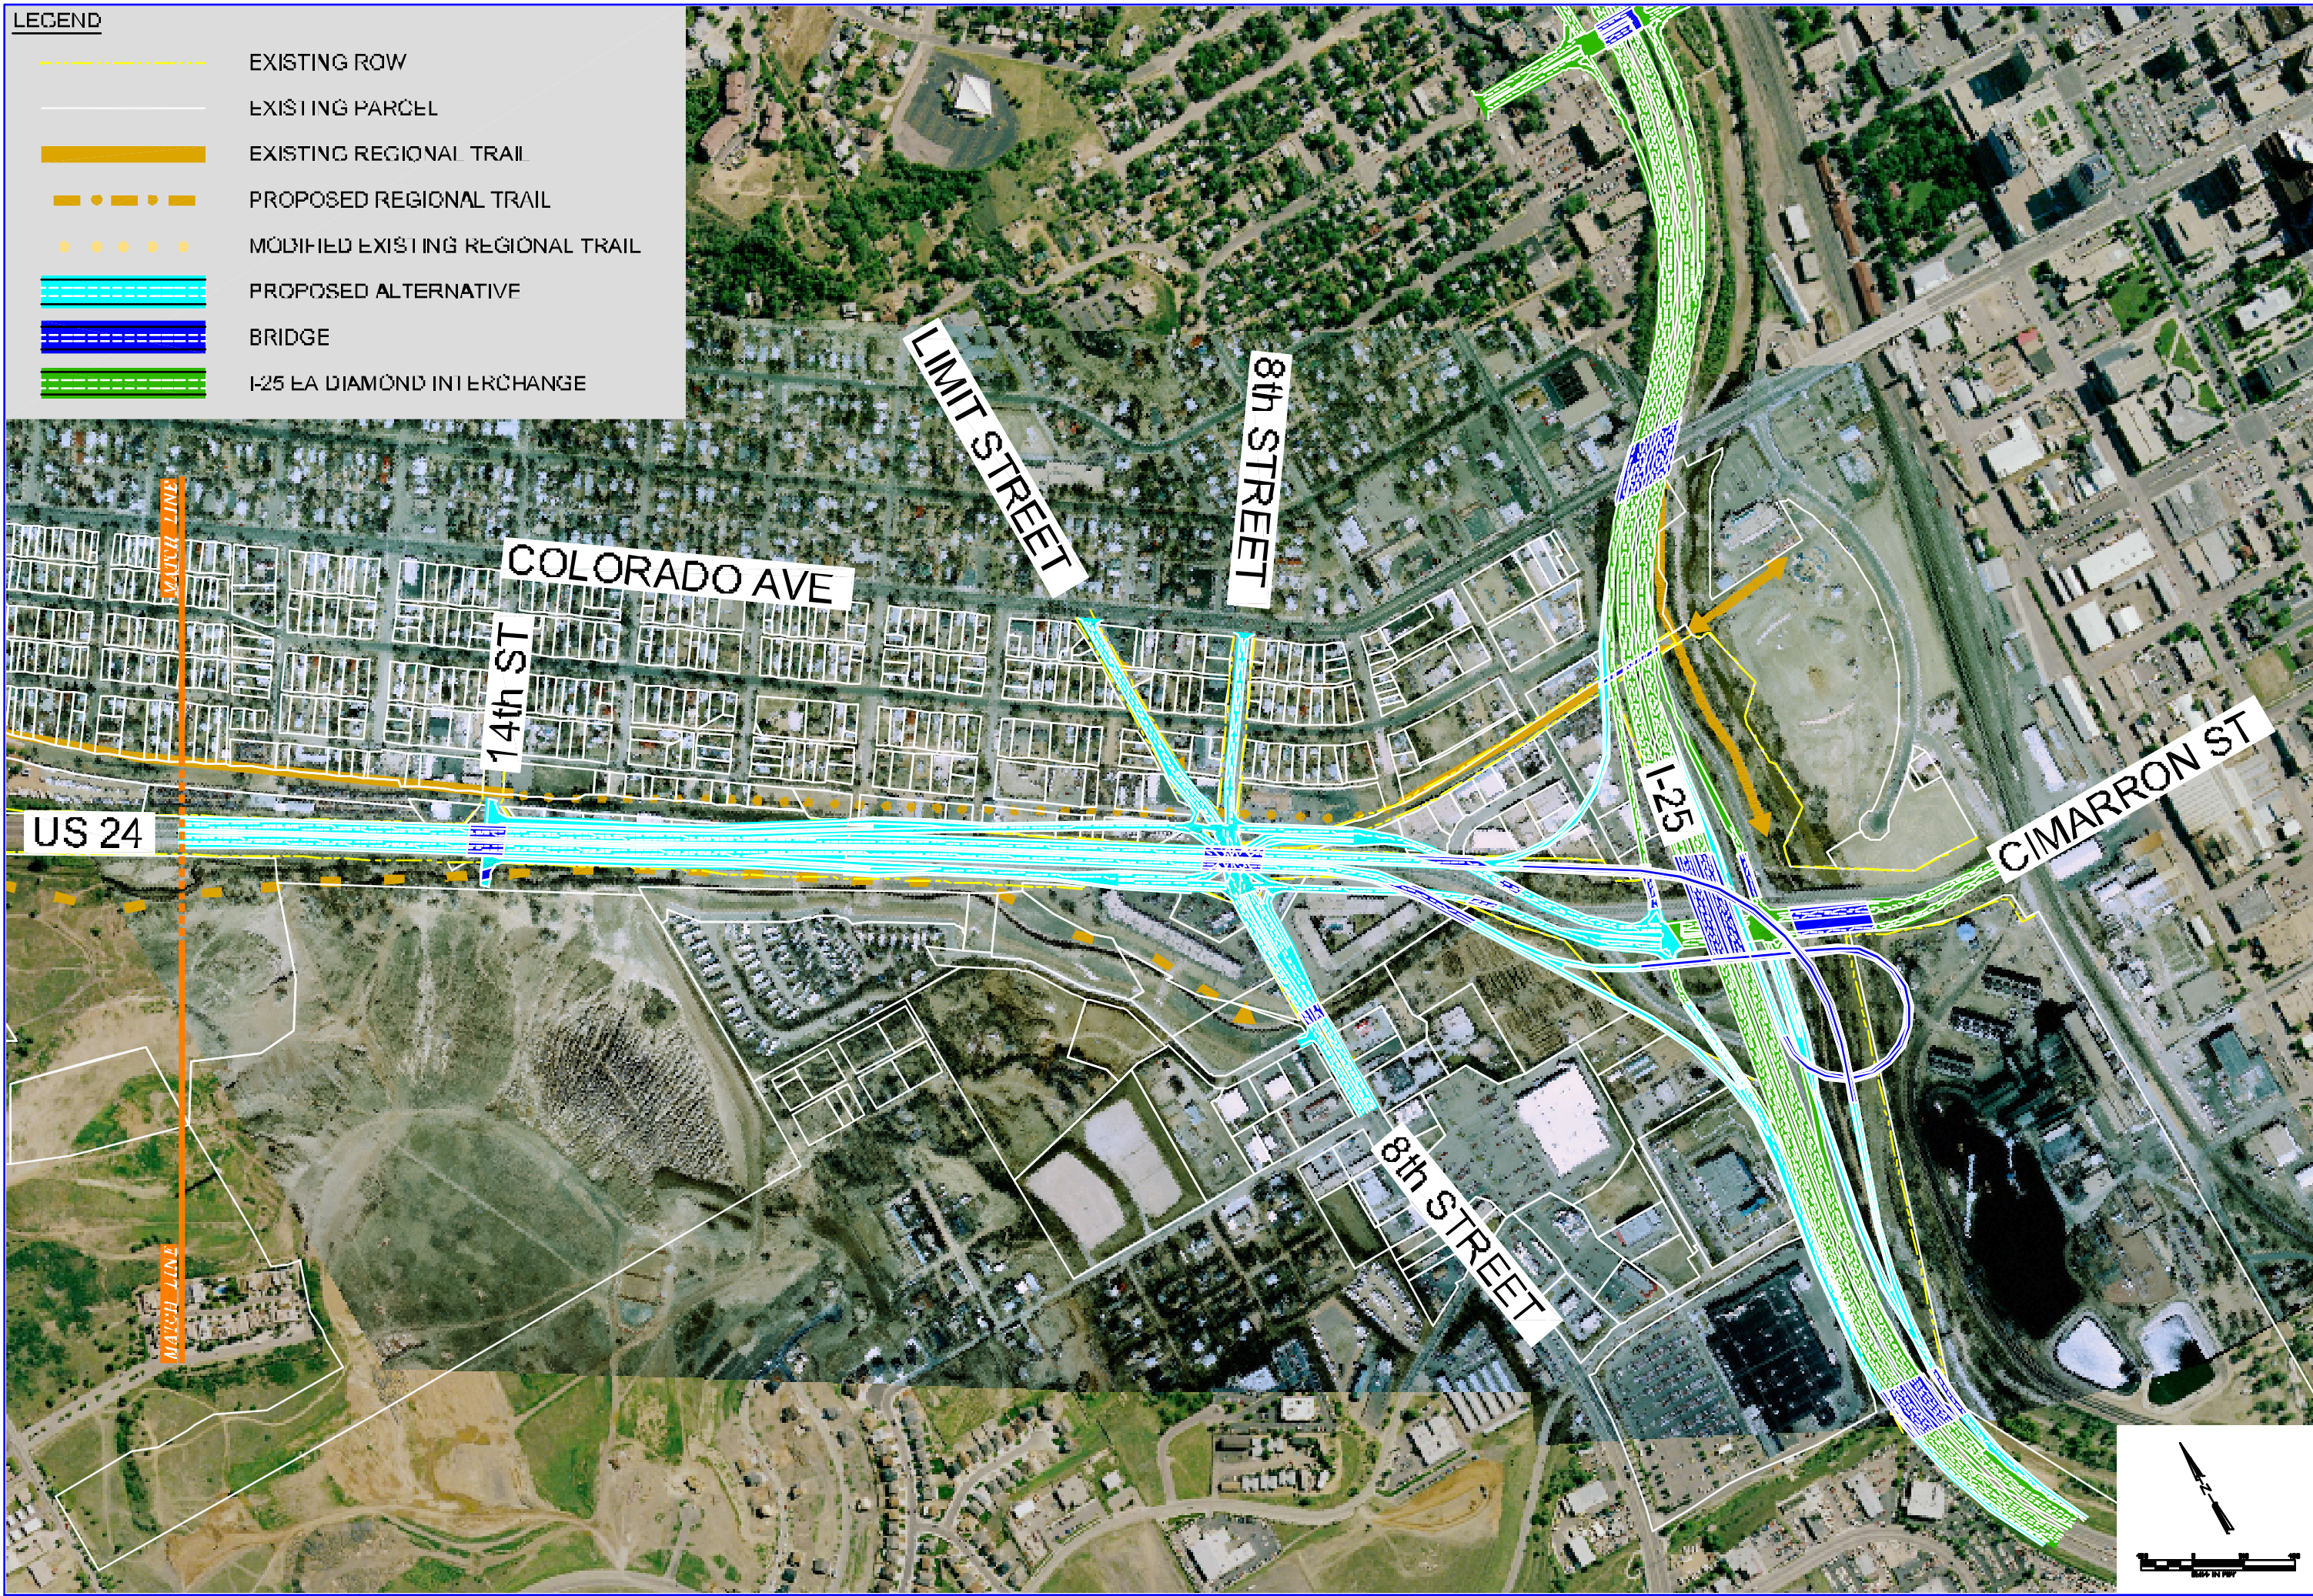 LEGEND
EXISTING ROW
EXISTING PARCEL
EXISTING REGIONAL TRAIL
PROPOSED REGIONAL TRAIL
MODIFIED EXISTING REGIONAL TRAIL
PROPOSED ALTERNATIVE
BRIDGE
I-25 EA DIAMOND INTERCHANGE
LIMIT STREET
8th STREET
MATCH LINE
COLORADO AVE
14th ST
US 24
I-25
CIMARRON ST
8th STREET
MATCH LINE
N